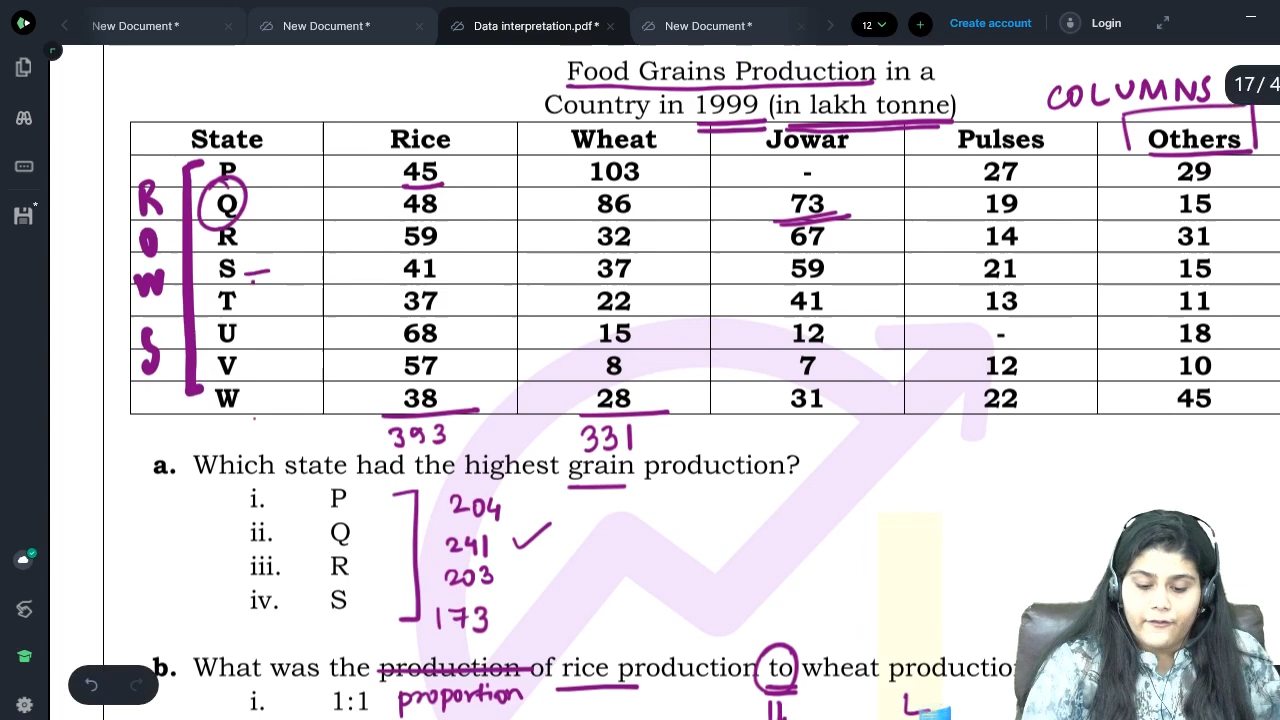 New Document* New Document* Data interpretation.pdf* New Document* 12 Create account Login
Food Grains Production in a
Country in 1999 (in lakh tonne)
COLUMNS
17 / 4
State Rice Wheat Jowar Pulses Others
P 45 103 - 27 29
Q 48 86 73 19 15
R 59 32 67 14 31
S 41 37 59 21 15
T 37 22 41 13 11
U 68 15 12 - 18
V 57 8 7 12 10
W 38 28 31 22 45
ROWS
393 331
a. Which state had the highest grain production?
i. P 204
ii. Q 241
iii. R 203
iv. S 173
b. What was the production of rice production to wheat productio
i. 1:1 proportion